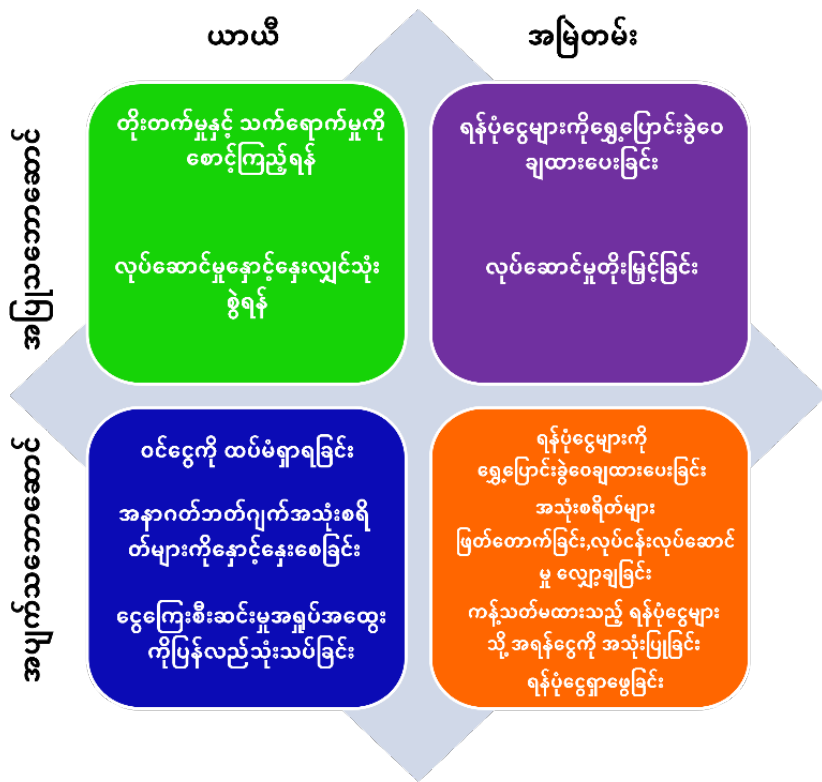 ယာယီ
အမြဲတမ်း
အပြုသဘောဆောင်
တိုးတက်မှုနှင့် သက်ရောက်မှုကို
စောင့်ကြည့်ရန်
လုပ်ဆောင်မှုနှောင့်နှေးလျှင်သုံး
စွဲရန်
ရန်ပုံငွေများကိုရွှေ့ပြောင်းခွဲဝေ
ချထားပေးခြင်း
လုပ်ဆောင်မှုတိုးမြှင့်ခြင်း
အပျက်သဘောဆောင်
ဝင်ငွေကို ထပ်မံရှာရခြင်း
အနာဂတ်ဘတ်ဂျက်အသုံးစရိ
တ်များကိုနှောင့်နှေးစေခြင်း
ငွေကြေးစီးဆင်းမှုအရှုပ်အထွေး
ကိုပြန်လည်သုံးသပ်ခြင်း
ရန်ပုံငွေများကို
ရွှေ့ပြောင်းခွဲဝေချထားပေးခြင်း
အသုံးစရိတ်များ
ဖြတ်တောက်ခြင်း,လုပ်ငန်းလုပ်ဆောင်
မှု လျှော့ချခြင်း
ကန့်သတ်မထားသည့် ရန်ပုံငွေများ
သို့ အရန်ငွေကို အသုံးပြုခြင်း
ရန်ပုံငွေရှာဖွေခြင်း